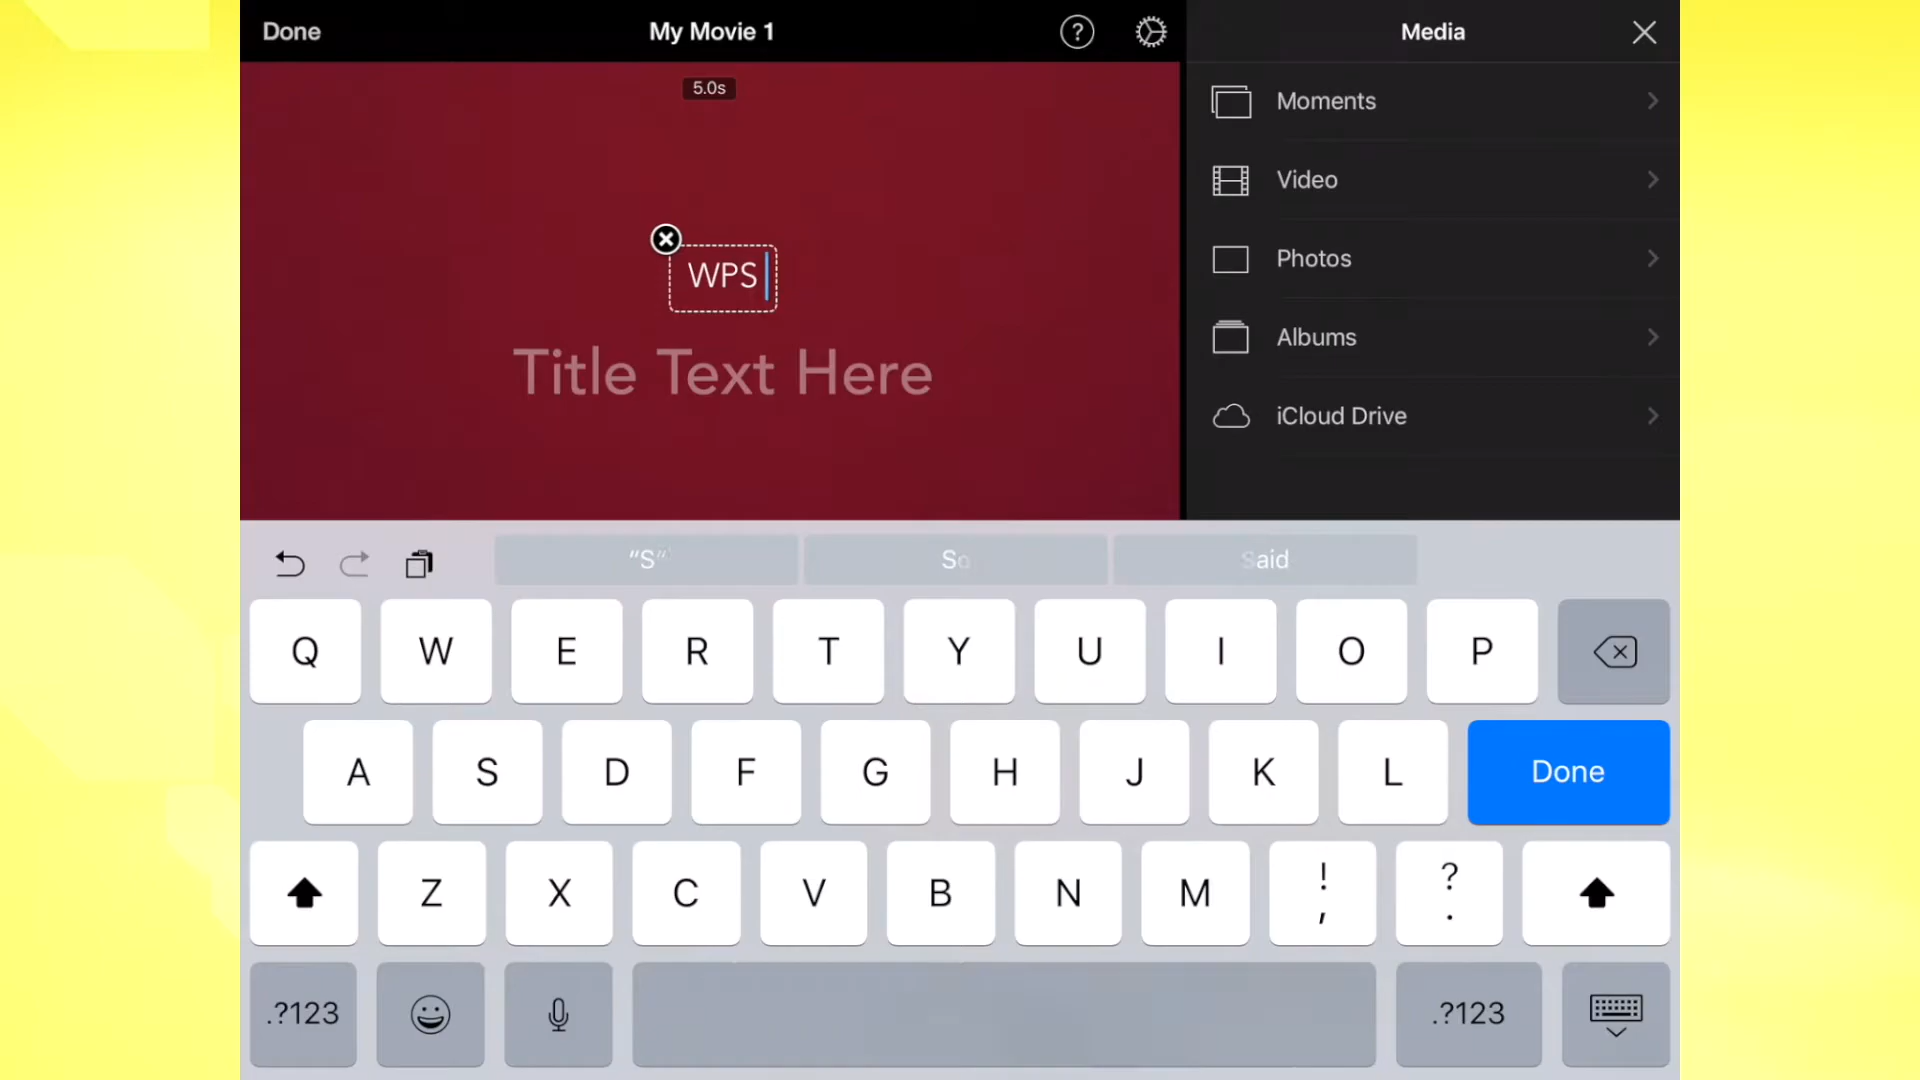 Done
My Movie 1
?
Media
5.0s
Moments
Video
Photos
Albums
iCloud Drive
WPS
Title Text Here
"S"
So
Said
Q W E R T Y U I O P
A S D F G H J K L Done
Z X C V B N M ! , ? .
.?123
.?123